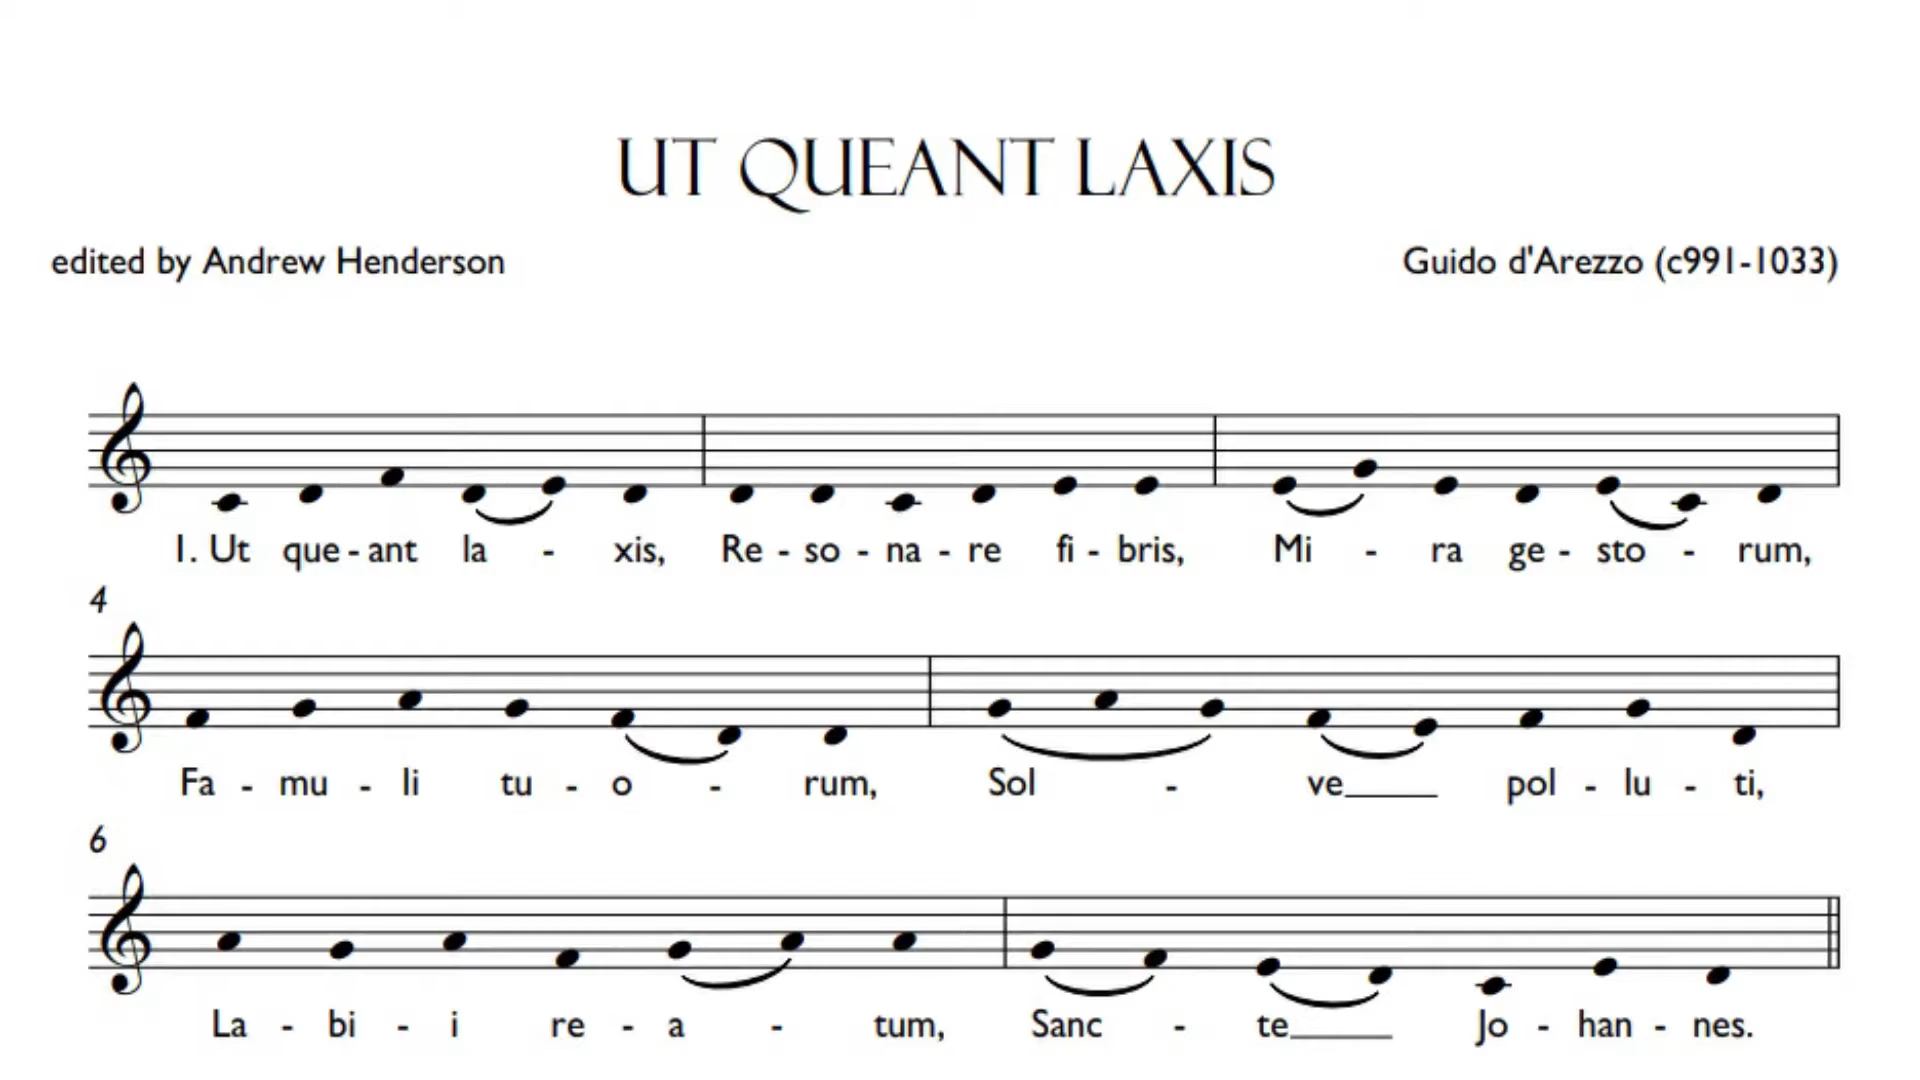 UT QUEANT LAXIS
edited by Andrew Henderson
Guido d'Arezzo (c991-1033)
1. Ut que - ant la - xis, Re - so - na - re fi - bris, Mi - ra ge - sto - rum,
4
Fa - mu - li tu - o - rum, Sol - ve____ pol - lu - ti,
6
La - bi - i re - a - tum, Sanc - te____ Jo - han - nes.